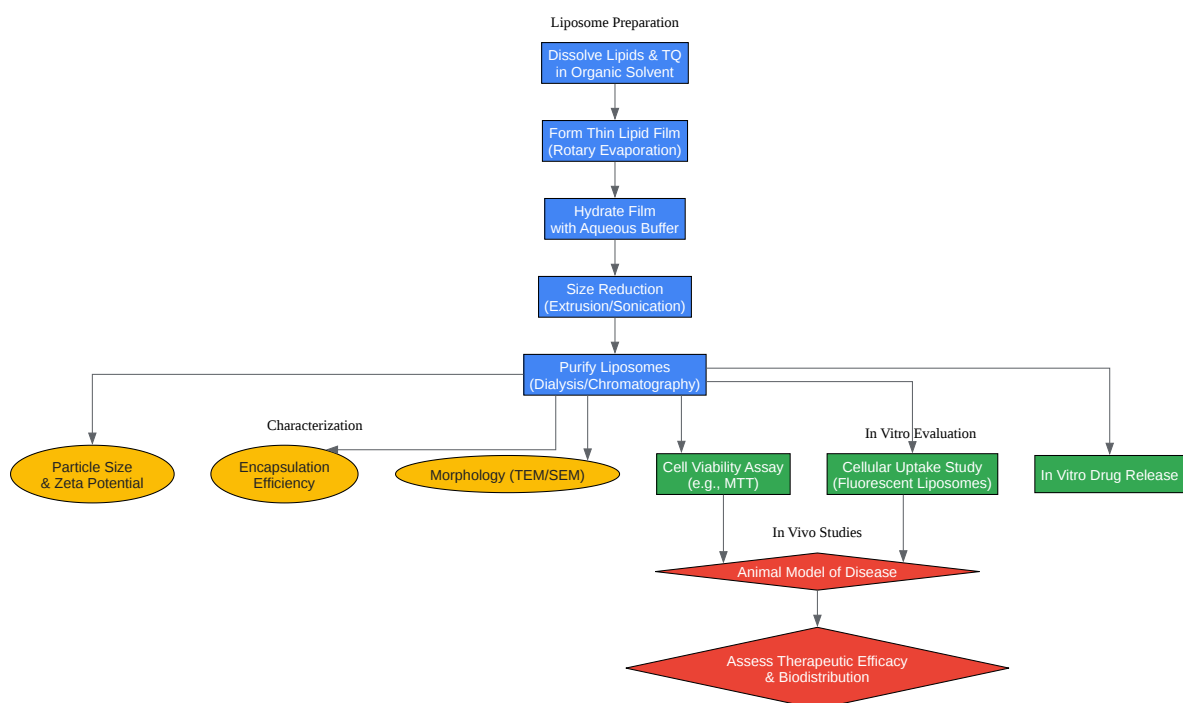 Liposome Preparation
Dissolve Lipids & TQ
in Organic Solvent
Form Thin Lipid Film
(Rotary Evaporation)
Hydrate Film
with Aqueous Buffer
Size Reduction
(Extrusion/Sonication)
Purify Liposomes
(Dialysis/Chromatography)
Characterization
In Vitro Evaluation
Particle Size
& Zeta Potential
Encapsulation
Efficiency
Morphology (TEM/SEM)
Cell Viability Assay
(e.g., MTT)
Cellular Uptake Study
(Fluorescent Liposomes)
In Vitro Drug Release
In Vivo Studies
Animal Model of Disease
Assess Therapeutic Efficacy
& Biodistribution